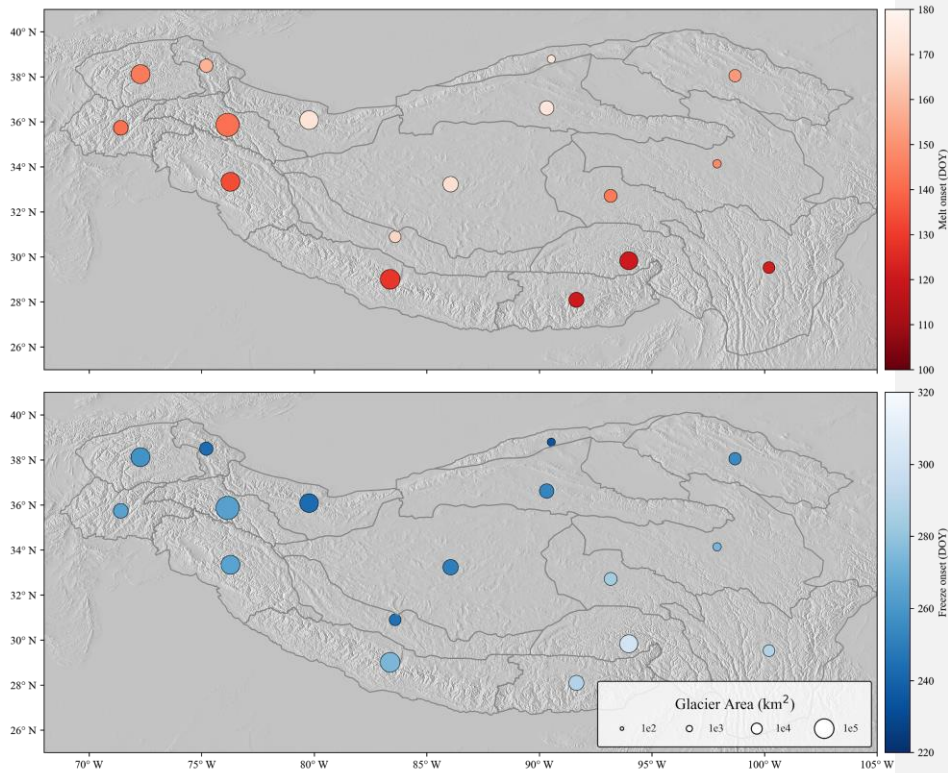 40° N
38° N
36° N
34° N
32° N
30° N
28° N
26° N
180
170
160
150
140
130
120
110
100
Melt onset (DOY)
40° N
38° N
36° N
34° N
32° N
30° N
28° N
26° N
70° W
75° W
80° W
85° W
90° W
95° W
100° W
105° W
Glacier Area (km²)
1e2
1e3
1e4
1e5
320
300
280
260
240
220
Freeze onset (DOY)